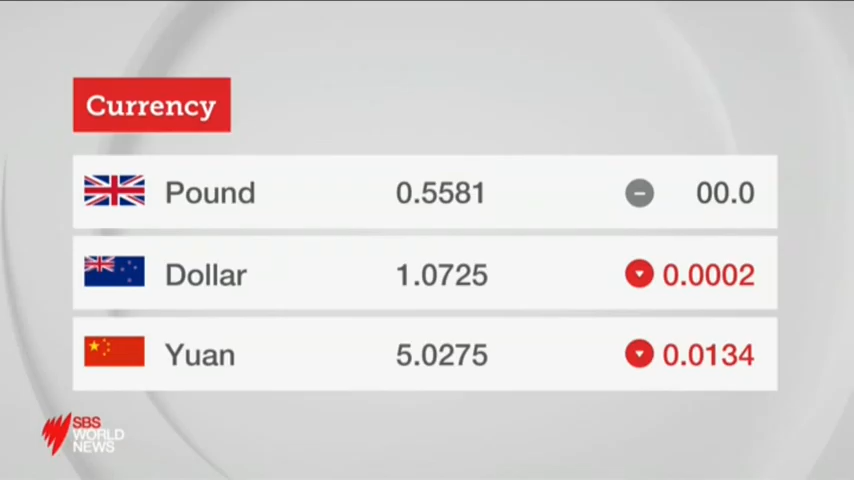 Currency
Pound 0.5581 00.0
Dollar 1.0725 0.0002
Yuan 5.0275 0.0134
SBS
WORLD
NEWS